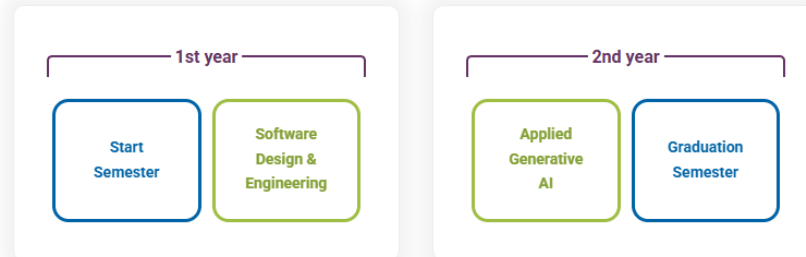 1st year
Start
Semester
Software
Design &
Engineering
2nd year
Applied
Generative
AI
Graduation
Semester